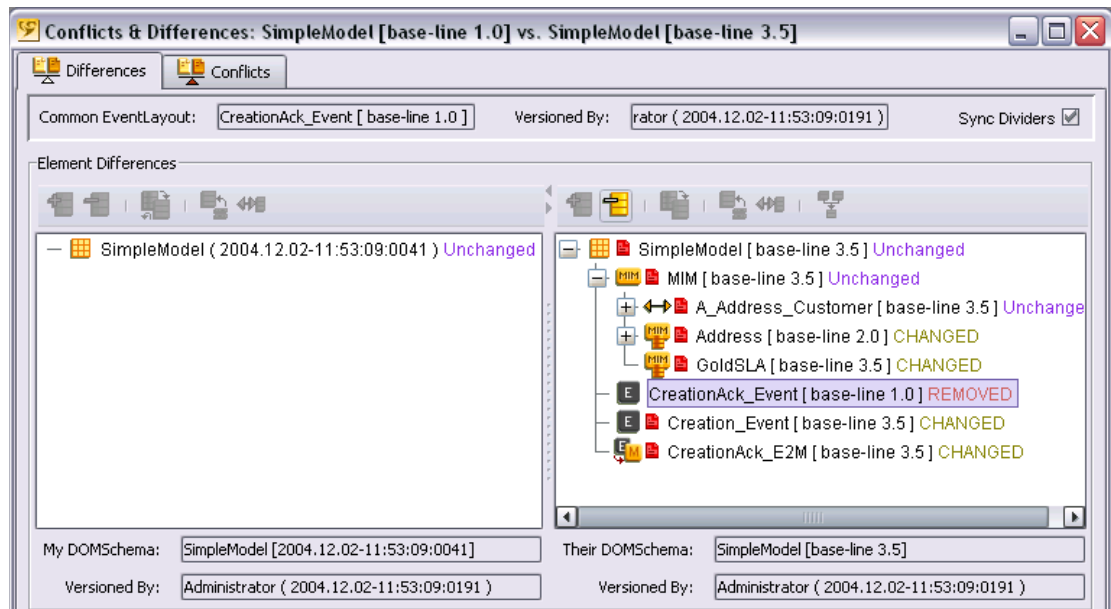 Conflicts & Differences: SimpleModel [base-line 1.0] vs. SimpleModel [base-line 3.5]
Differences Conflicts
Common EventLayout: CreationAck_Event [ base-line 1.0 ] Versioned By: rator ( 2004.12.02-11:53:09:0191 ) Sync Dividers
Element Differences
SimpleModel ( 2004.12.02-11:53:09:0041 ) Unchanged
SimpleModel [ base-line 3.5 ] Unchanged
MIM MIM [ base-line 3.5 ] Unchanged
A_Address_Customer [ base-line 3.5 ] Unchange
MIM Address [ base-line 2.0 ] CHANGED
MIM GoldSLA [ base-line 3.5 ] CHANGED
E CreationAck_Event [ base-line 1.0 ] REMOVED
E Creation_Event [ base-line 3.5 ] CHANGED
E M CreationAck_E2M [ base-line 3.5 ] CHANGED
My DOMSchema: SimpleModel [2004.12.02-11:53:09:0041]
Versioned By: Administrator ( 2004.12.02-11:53:09:0191 )
Their DOMSchema: SimpleModel [base-line 3.5]
Versioned By: Administrator ( 2004.12.02-11:53:09:0191 )